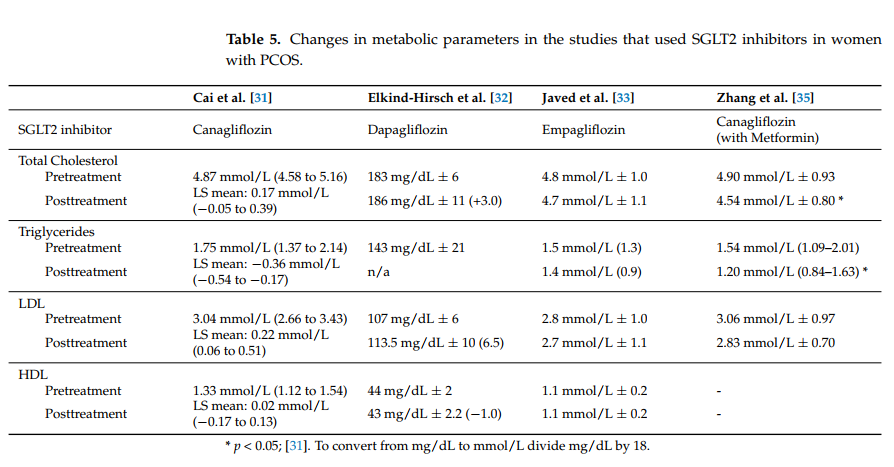 Table 5. Changes in metabolic parameters in the studies that used SGLT2 inhibitors in women
with PCOS.
Cai et al. [31] Elkind-Hirsch et al. [32] Javed et al. [33] Zhang et al. [35]
SGLT2 inhibitor Canagliflozin Dapagliflozin Empagliflozin Canagliflozin
(with Metformin)
Total Cholesterol
Pretreatment 4.87 mmol/L (4.58 to 5.16) 183 mg/dL ± 6 4.8 mmol/L ± 1.0 4.90 mmol/L ± 0.93
Posttreatment LS mean: 0.17 mmol/L
(−0.05 to 0.39) 186 mg/dL ± 11 (+3.0) 4.7 mmol/L ± 1.1 4.54 mmol/L ± 0.80 *
Triglycerides
Pretreatment 1.75 mmol/L (1.37 to 2.14) 143 mg/dL ± 21 1.5 mmol/L (1.3) 1.54 mmol/L (1.09–2.01)
Posttreatment LS mean: −0.36 mmol/L
(−0.54 to −0.17) n/a 1.4 mmol/L (0.9) 1.20 mmol/L (0.84–1.63) *
LDL
Pretreatment 3.04 mmol/L (2.66 to 3.43) 107 mg/dL ± 6 2.8 mmol/L ± 1.0 3.06 mmol/L ± 0.97
Posttreatment LS mean: 0.22 mmol/L
(0.06 to 0.51) 113.5 mg/dL ± 10 (6.5) 2.7 mmol/L ± 1.1 2.83 mmol/L ± 0.70
HDL
Pretreatment 1.33 mmol/L (1.12 to 1.54) 44 mg/dL ± 2 1.1 mmol/L ± 0.2 -
Posttreatment LS mean: 0.02 mmol/L
(−0.17 to 0.13) 43 mg/dL ± 2.2 (−1.0) 1.1 mmol/L ± 0.2 -
* p < 0.05; [31]. To convert from mg/dL to mmol/L divide mg/dL by 18.